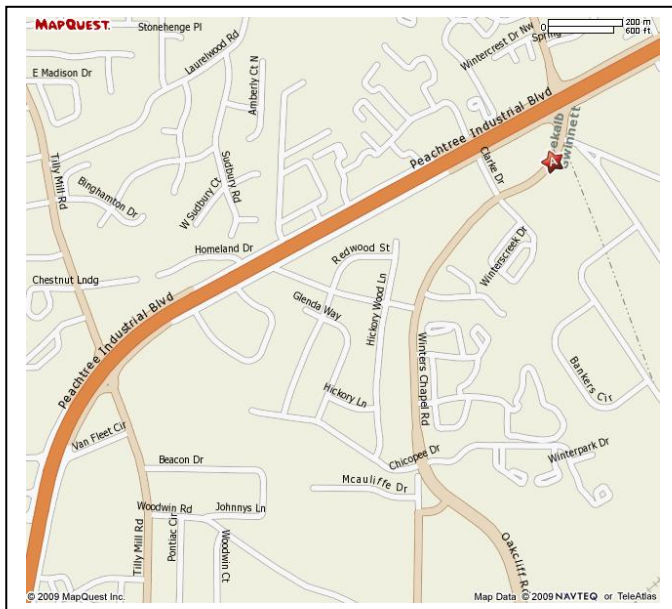 MAPQUEST.
Stonehenge Pl
200 m
0
600 ft
Laurelwood Rd
Wintercrest Dr Nw
Spring
E Madison Dr
Amberly Ct N
Peachtree Industrial Blvd
ekalb
Gwinnett
A
Tilly Mill Rd
Clarke Dr
Binghamton Dr
W Sudbury Ct
Sudbury Rd
Homeland Dr
Redwood St
Winterscreek Dr
Chestnut Lndg
Hickory Wood Ln
Glenda Way
Peachtree Industrial Blvd
Winters Chapel Rd
Bankers Cir
Hickory Ln
Van Fleet Cir
Chicopee Dr
Winterpark Dr
Beacon Dr
Mcauliffe Dr
Woodwin Rd
Johnnys Ln
Tilly Mill Rd
Pontiac Cir
Woodwin Ct
Oakcliff Rd
© 2009 MapQuest Inc.
Map Data © 2009 NAVTEQ or TeleAtlas